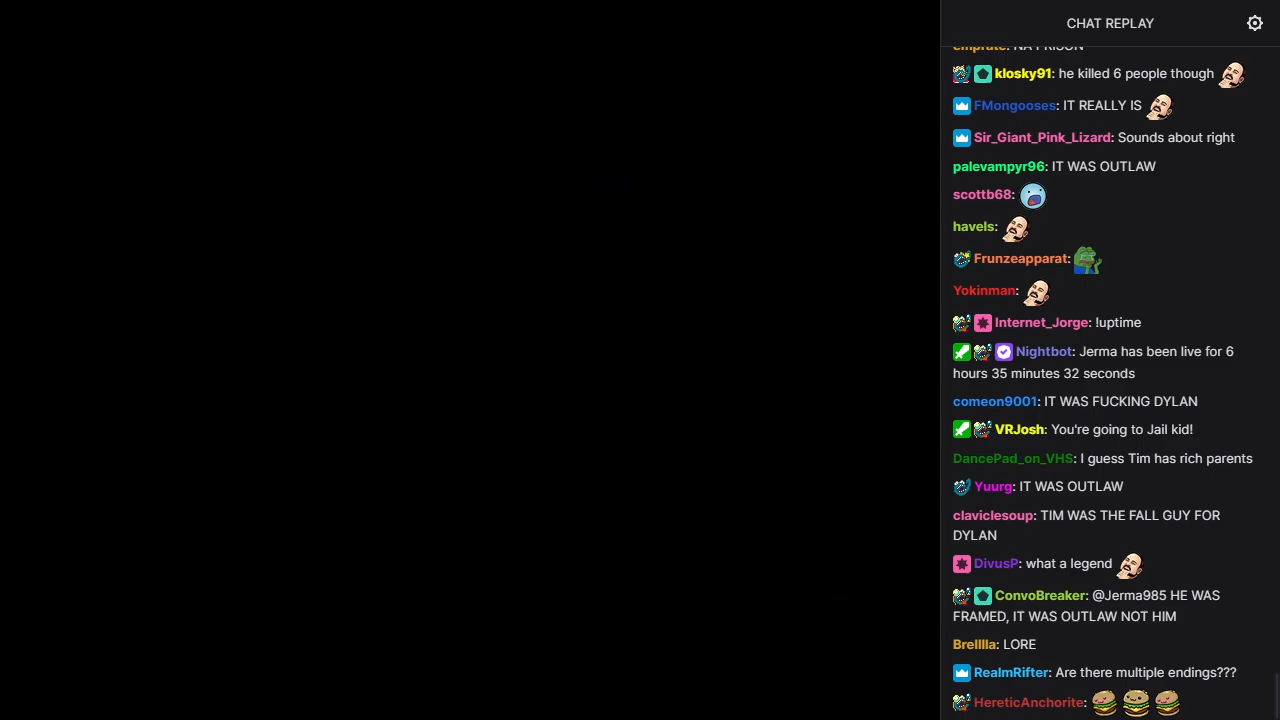 CHAT REPLAY
emprate: NA PRISON
klosky91: he killed 6 people though
FMongooses: IT REALLY IS
Sir_Giant_Pink_Lizard: Sounds about right
palevampyr96: IT WAS OUTLAW
scottb68:
havels:
Frunzeapparat:
Yokinman:
Internet_Jorge: !uptime
Nightbot: Jerma has been live for 6
hours 35 minutes 32 seconds
comeon9001: IT WAS FUCKING DYLAN
VRJosh: You're going to Jail kid!
DancePad_on_VHS: I guess Tim has rich parents
Yuurg: IT WAS OUTLAW
claviclesoup: TIM WAS THE FALL GUY FOR
DYLAN
DivusP: what a legend
ConvoBreaker: @Jerma985 HE WAS
FRAMED, IT WAS OUTLAW NOT HIM
Brelllla: LORE
RealmRifter: Are there multiple endings???
HereticAnchorite: